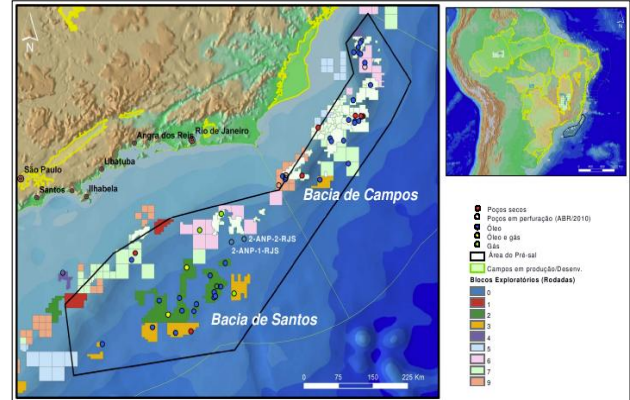 N
Rio de Janeiro
Angra dos Reis
São Paulo
Ubatuba
Santos
Ilhabela
Bacia de Campos
2-ANP-2-RJS
2-ANP-1-RJS
Bacia de Santos
0 75 150 225 Km
N
Poços secos
Poços em perfuração (ABR/2010)
Óleo
Óleo e gás
Gás
Área do Pré-sal
Campos em produção/Desenv.
Blocos Exploratórios (Rodadas)
0
1
2
3
4
5
6
7
9